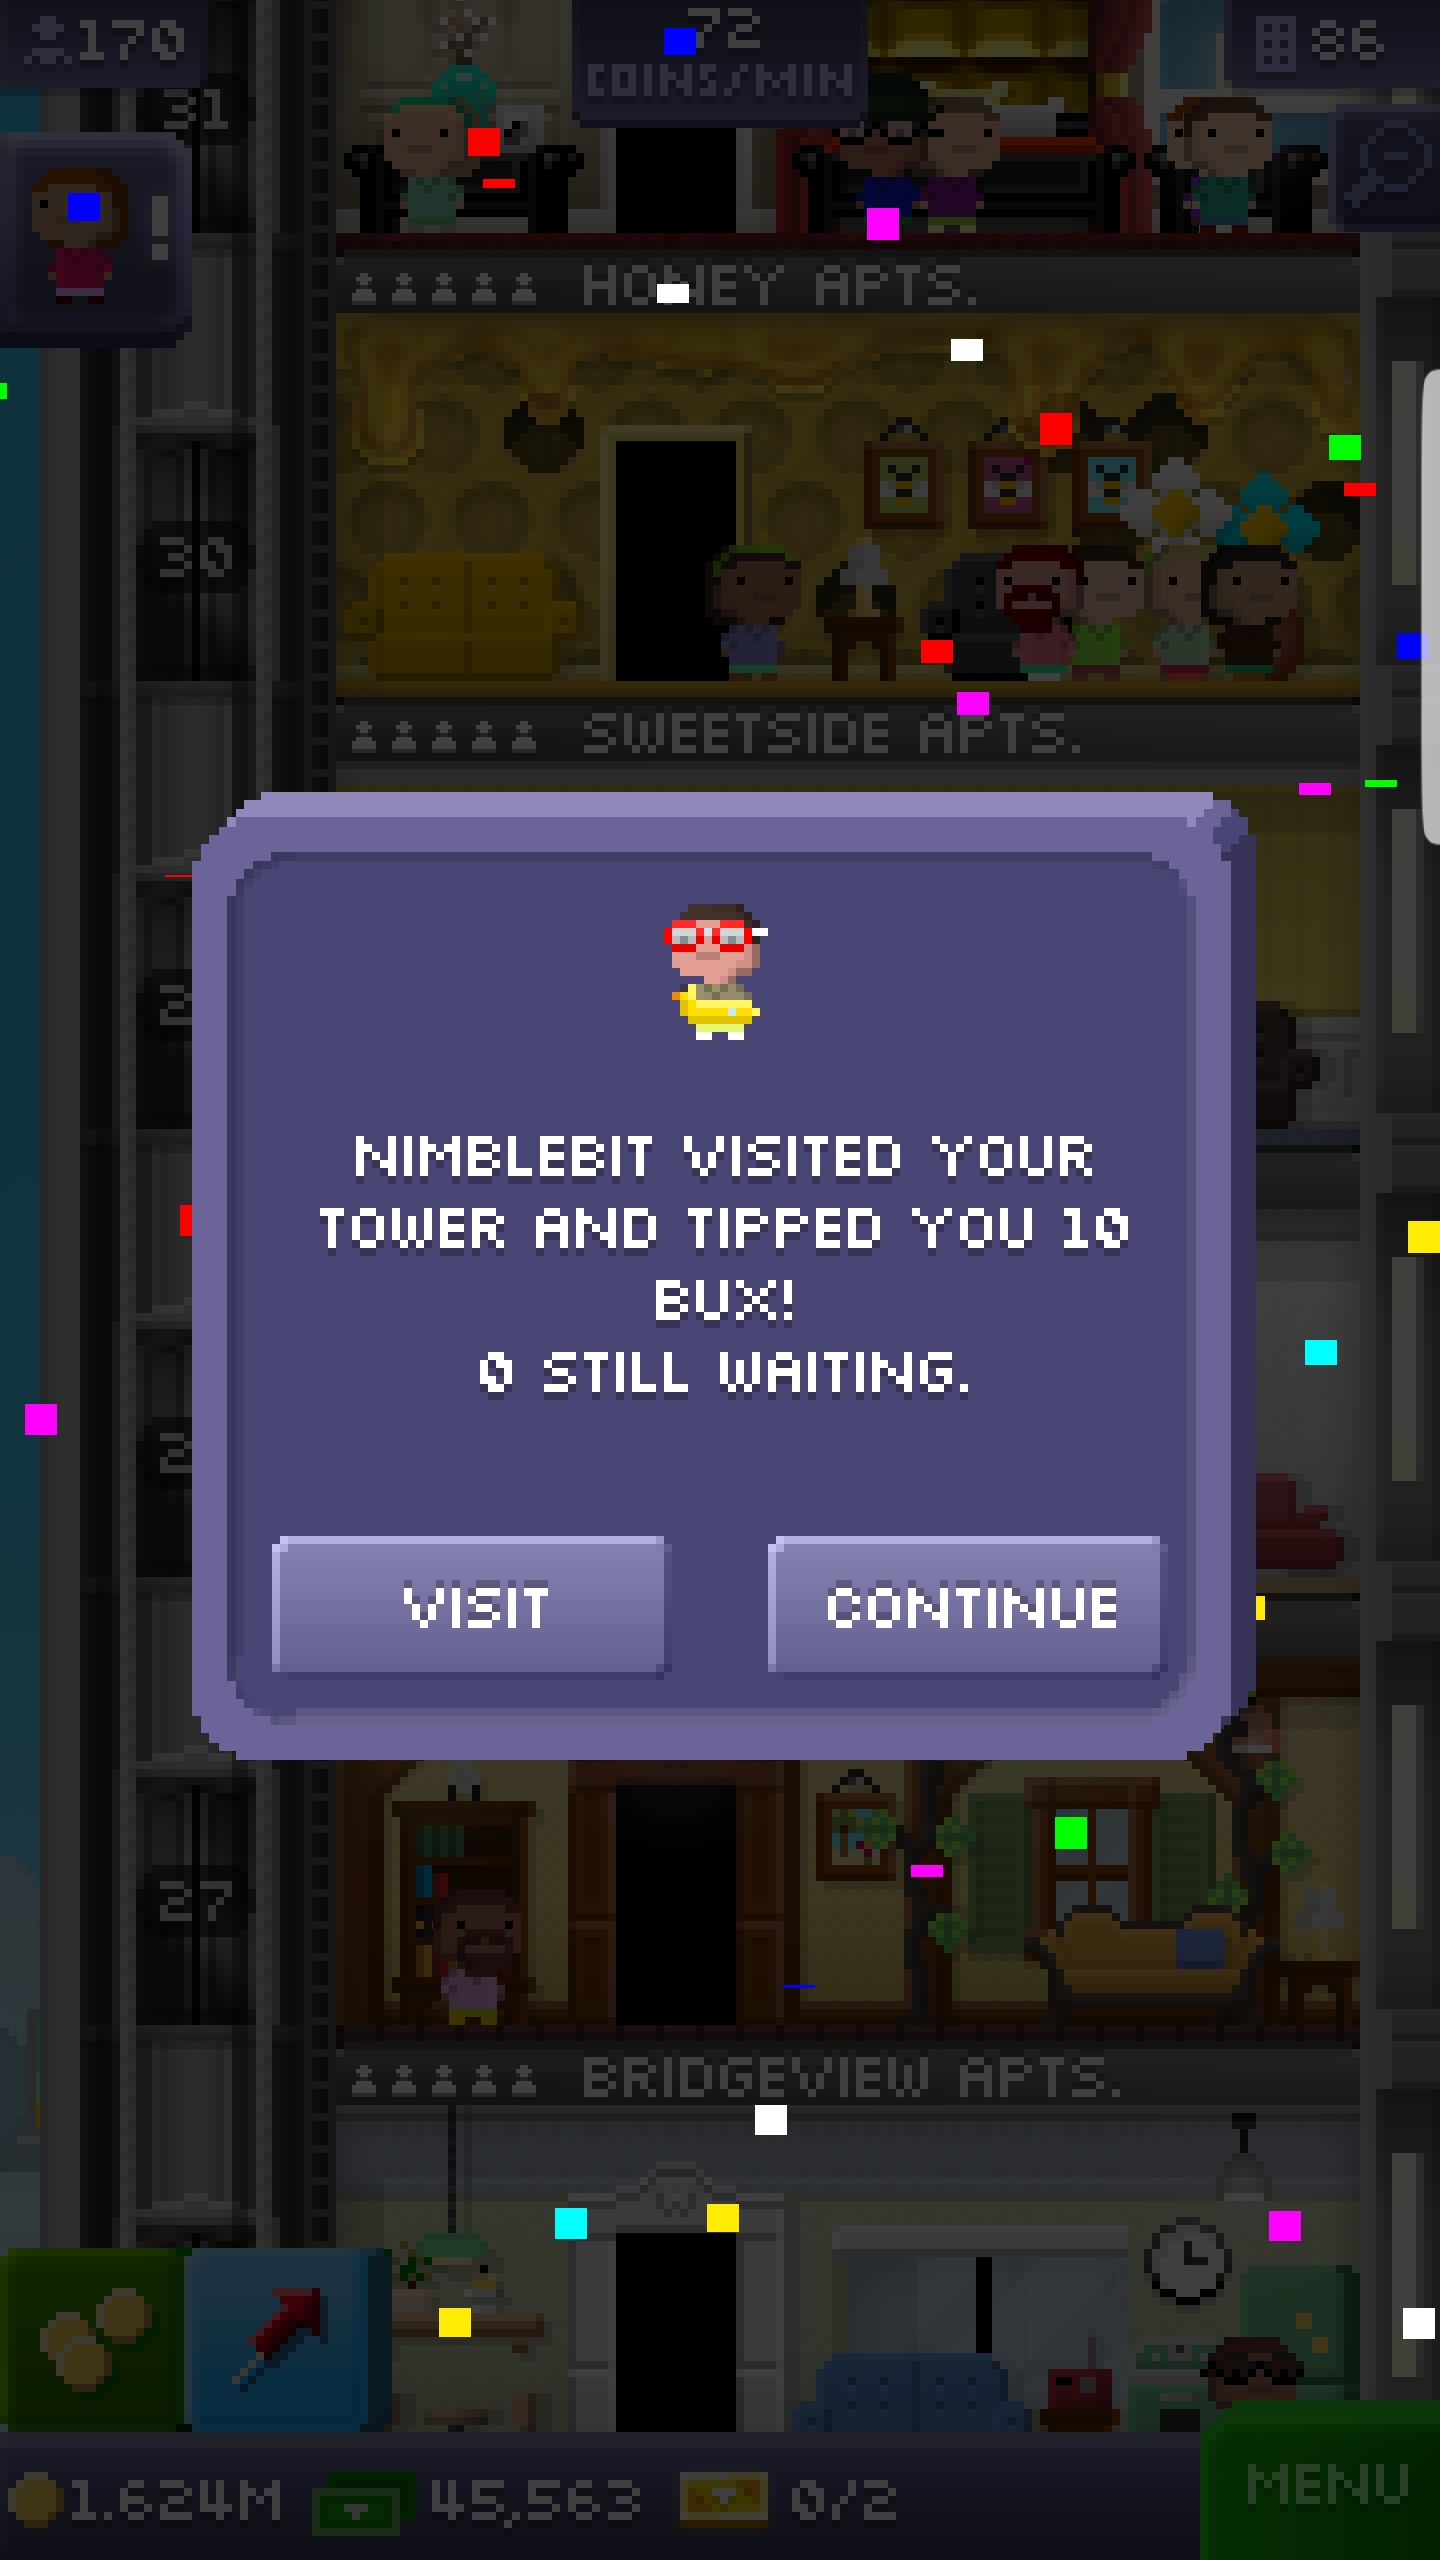 170
72
COINS/MIN
86
31
!
HONEY APTS.
30
SWEETSIDE APTS.
NIMBLEBIT VISITED YOUR
TOWER AND TIPPED YOU 10
BUX!
0 STILL WAITING.
VISIT
CONTINUE
27
BRIDGEVIEW APTS.
1.624M
45,563
0/2
MENU